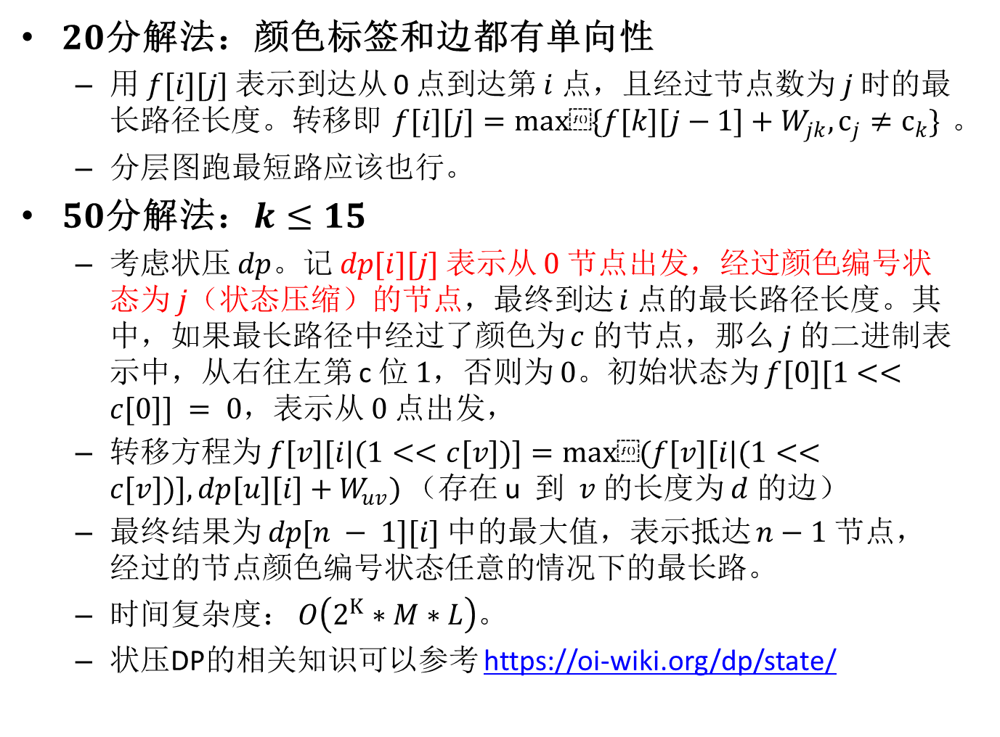 • 20分解法：颜色标签和边都有单向性
– 用 f[i][j] 表示到达从 0 点到达第 i 点，且经过节点数为 j 时的最
长路径长度。转移即 f[i][j] = max{f[k][j − 1] + W_{jk}, c_j ≠ c_k} 。
– 分层图跑最短路应该也行。
• 50分解法：k ≤ 15
– 考虑状压 dp。记 dp[i][j] 表示从 0 节点出发，经过颜色编号状
态为 j（状态压缩）的节点，最终到达 i 点的最长路径长度。其
中，如果最长路径中经过了颜色为 c 的节点，那么 j 的二进制表
示中，从右往左第 c 位 1，否则为 0。初始状态为 f[0][1 <<
c[0]] = 0，表示从 0 点出发，
– 转移方程为 f[v][i|(1 << c[v])] = max(f[v][i|(1 <<
c[v])], dp[u][i] + W_{uv}) （存在 u 到 v 的长度为 d 的边）
– 最终结果为 dp[n − 1][i] 中的最大值，表示抵达 n − 1 节点，
经过的节点颜色编号状态任意的情况下的最长路。
– 时间复杂度： O(2^K * M * L)。
– 状压DP的相关知识可以参考 https://oi-wiki.org/dp/state/